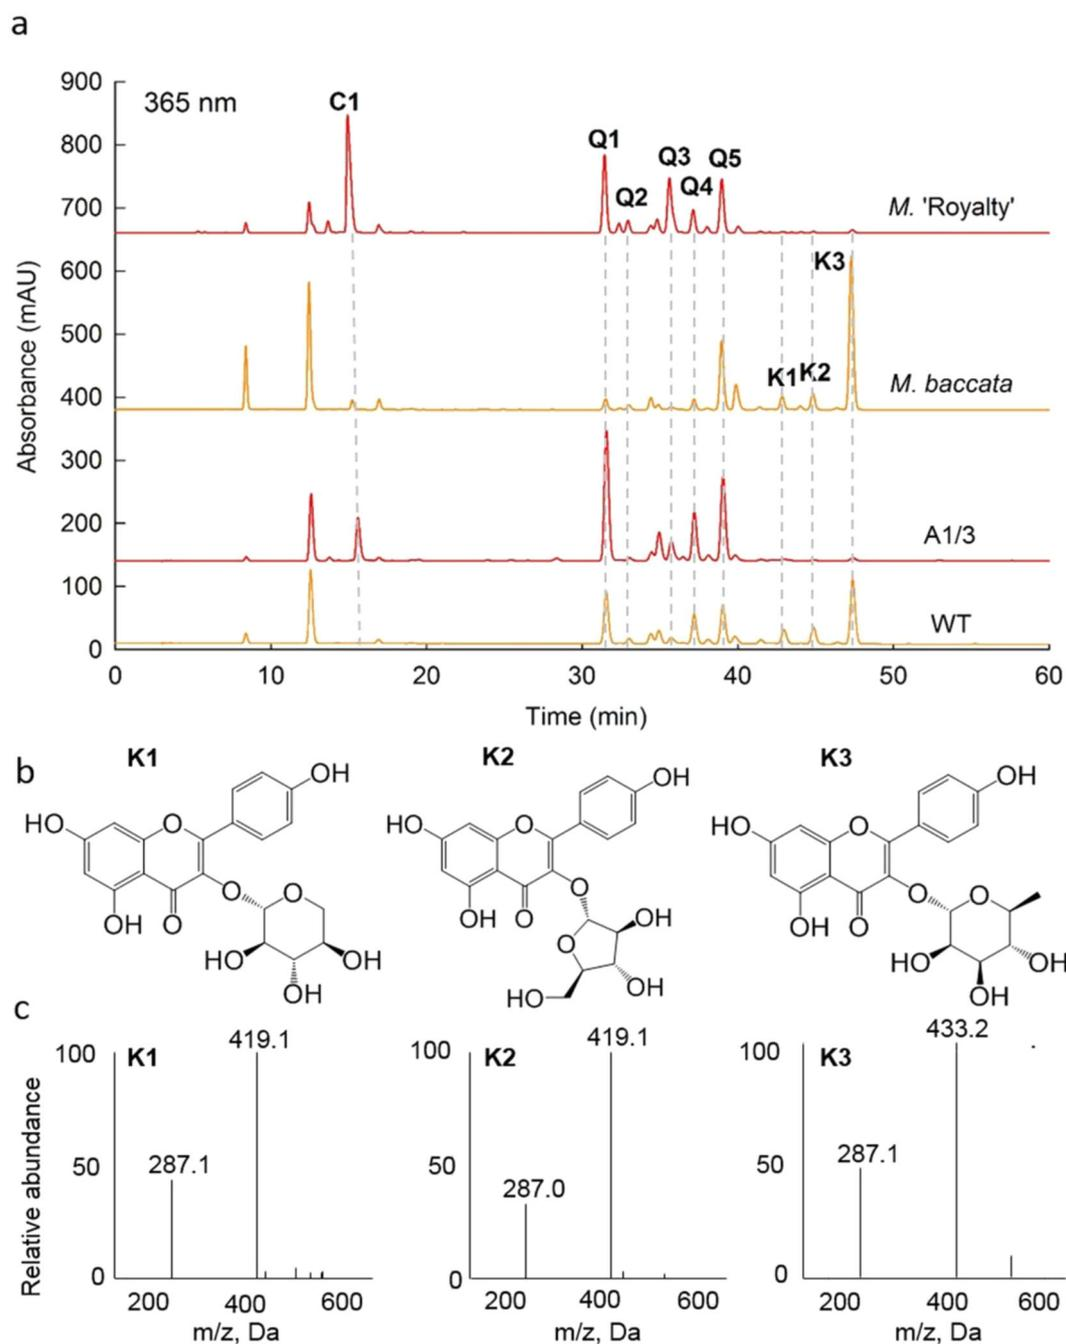 a
365 nm
C1
Q1
Q2
Q3
Q4
Q5
M. 'Royalty'
K3
K1
K2
M. baccata
A1/3
WT
Absorbance (mAU)
900
800
700
600
500
400
300
200
100
0
0 10 20 30 40 50 60
Time (min)
b
K1 K2 K3
OH
HO
O
O
OH
O
O
HO
OH
OH
OH
HO
O
O
OH
O
O
OH
HO
OH
OH
HO
O
O
OH
O
O
HO
OH
OH
c
Relative abundance
100
50
0
K1
419.1
287.1
200 400 600
m/z, Da
100
50
0
K2
419.1
287.0
200 400 600
m/z, Da
100
50
0
K3
433.2
287.1
200 400 600
m/z, Da